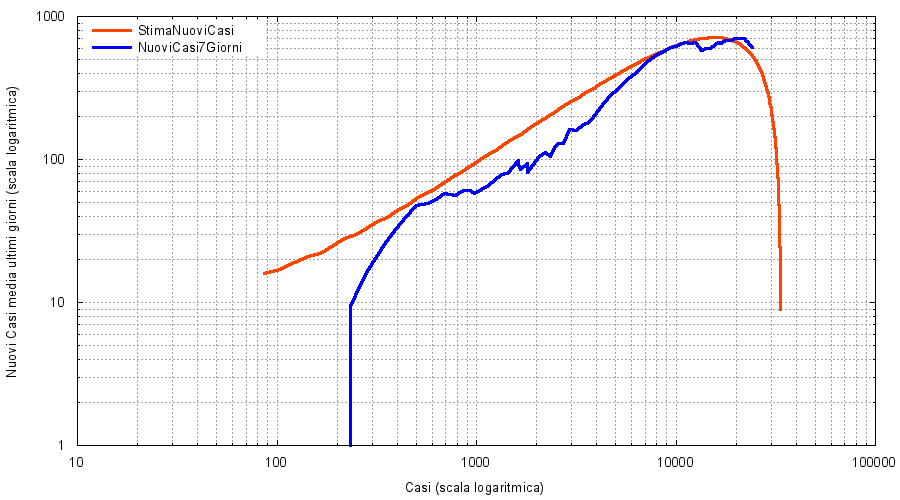 StimaNuoviCasi
NuoviCasi7Giorni
Nuovi Casi media ultimi giorni (scala logaritmica)
1000
100
10
1
10
100
1000
10000
100000
Casi (scala logaritmica)